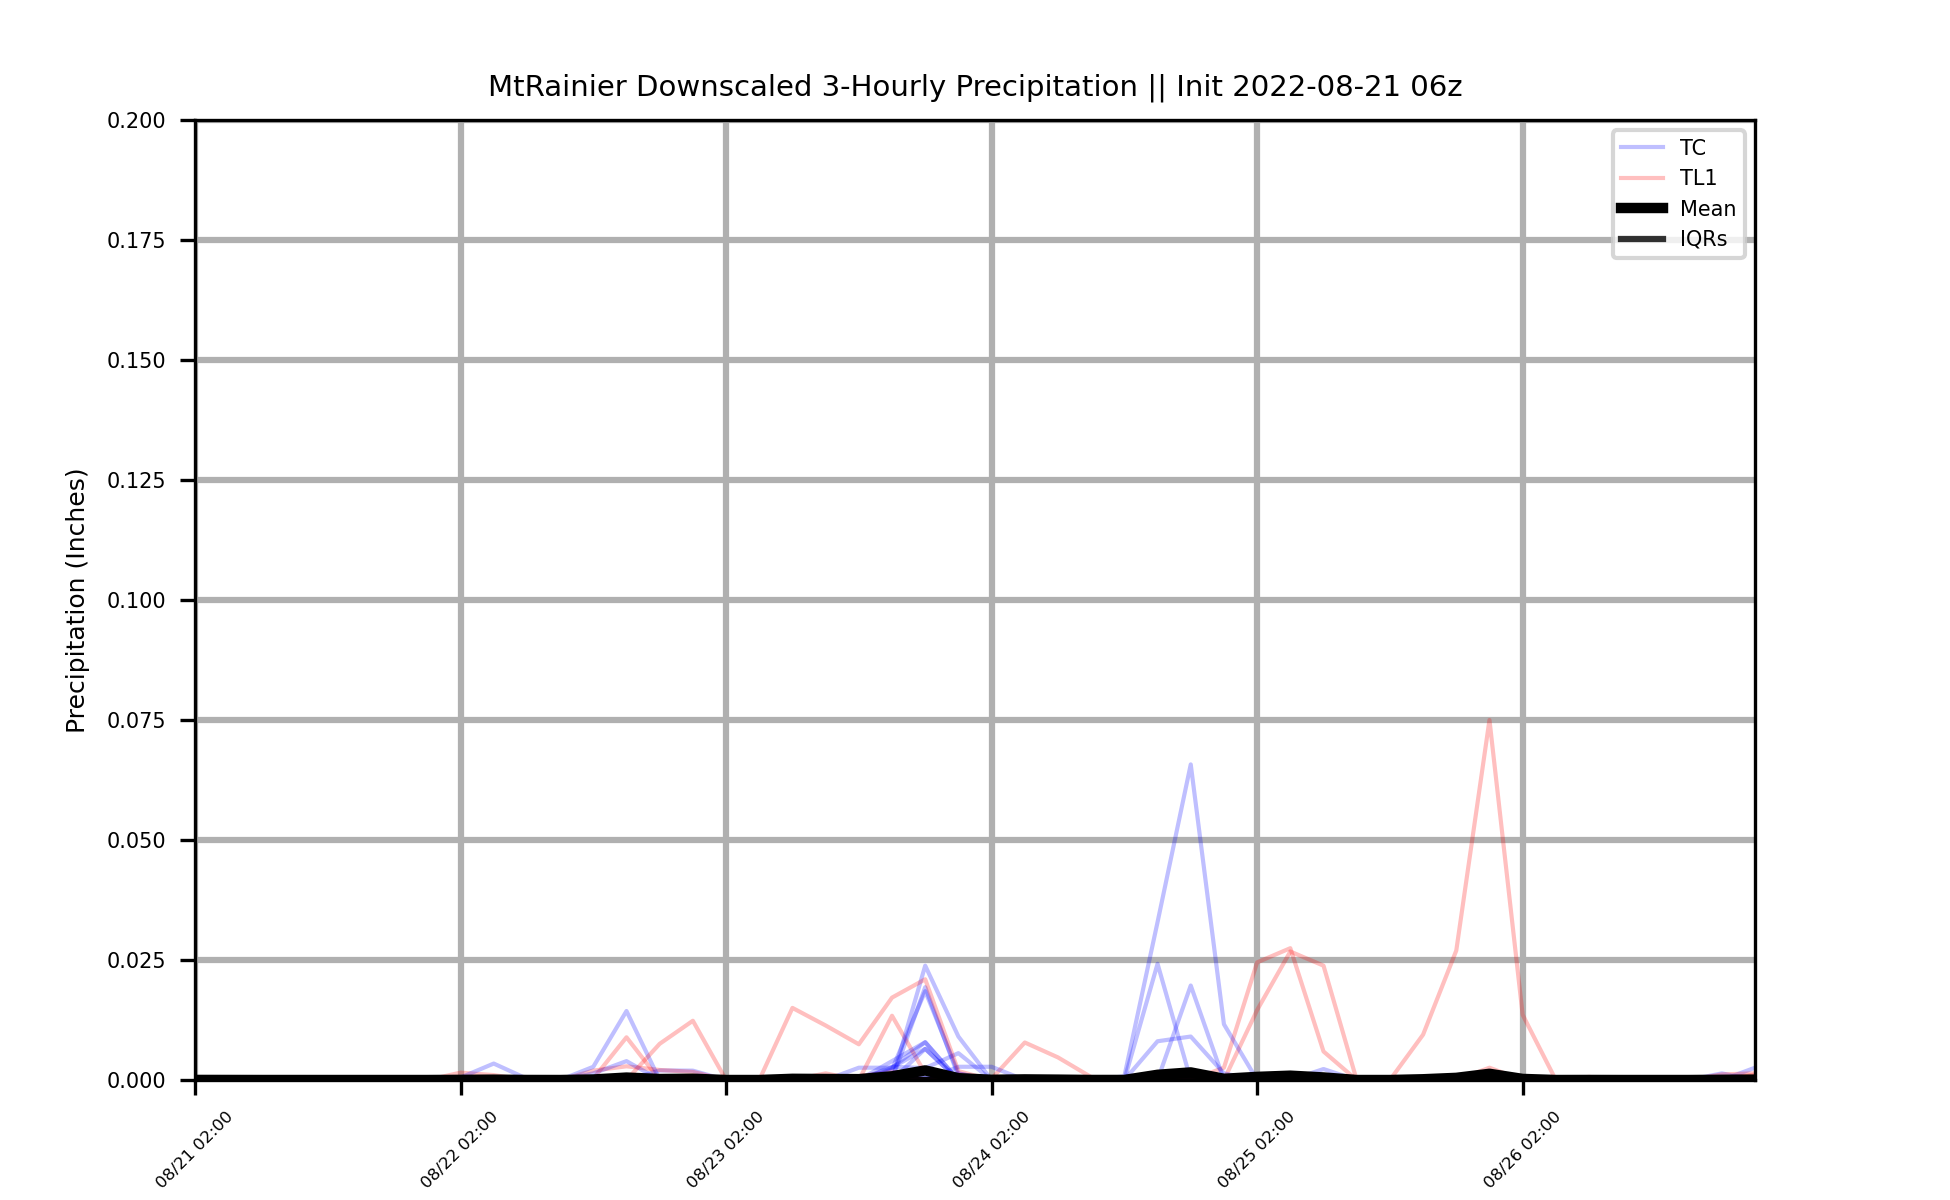 MtRainier Downscaled 3-Hourly Precipitation || Init 2022-08-21 06z
0.200
0.175
0.150
0.125
0.100
0.075
0.050
0.025
0.000
Precipitation (Inches)
TC
TL1
Mean
IQRs
08/21 02:00
08/22 02:00
08/23 02:00
08/24 02:00
08/25 02:00
08/26 02:00